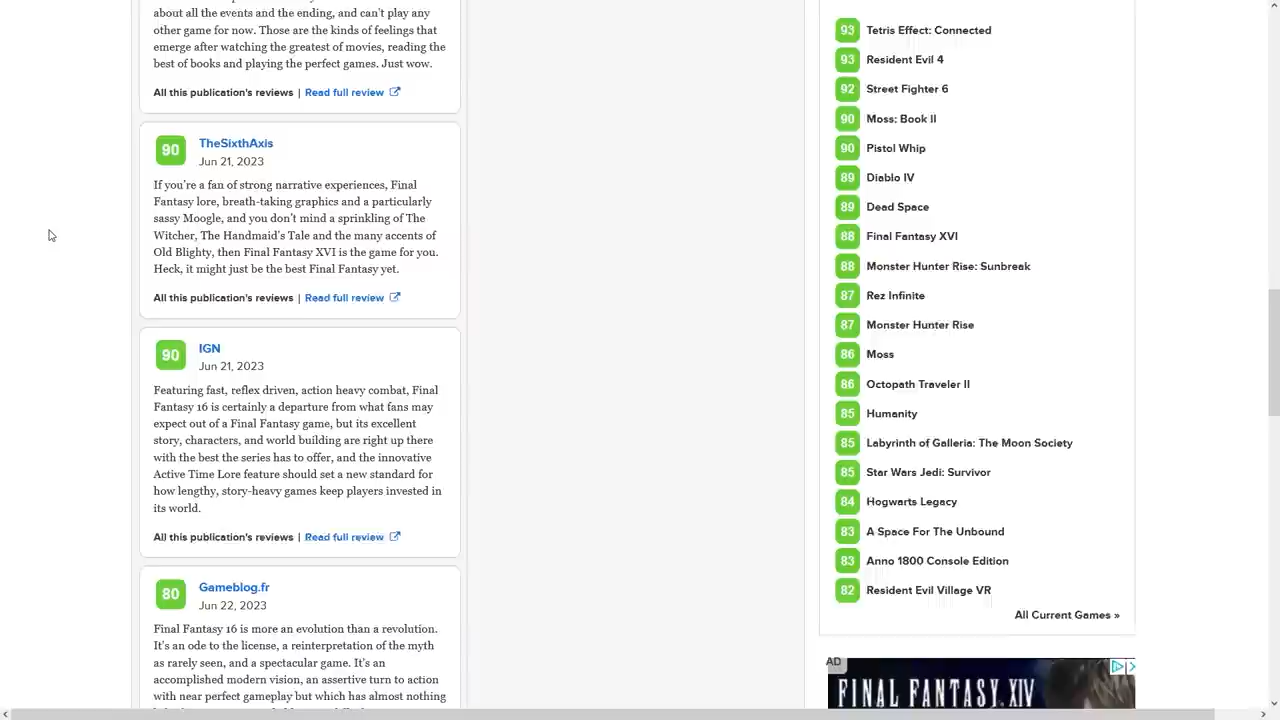 about all the events and the ending, and can't play any
other game for now. Those are the kinds of feelings that
emerge after watching the greatest of movies, reading the
best of books and playing the perfect games. Just wow.
All this publication's reviews | Read full review
90 TheSixthAxis
Jun 21, 2023
If you're a fan of strong narrative experiences, Final
Fantasy lore, breath-taking graphics and a particularly
sassy Moogle, and you don't mind a sprinkling of The
Witcher, The Handmaid's Tale and the many accents of
Old Blighty, then Final Fantasy XVI is the game for you.
Heck, it might just be the best Final Fantasy yet.
All this publication's reviews | Read full review
90 IGN
Jun 21, 2023
Featuring fast, reflex driven, action heavy combat, Final
Fantasy 16 is certainly a departure from what fans may
expect out of a Final Fantasy game, but its excellent
story, characters, and world building are right up there
with the best the series has to offer, and the innovative
Active Time Lore feature should set a new standard for
how lengthy, story-heavy games keep players invested in
its world.
All this publication's reviews | Read full review
80 Gameblog.fr
Jun 22, 2023
Final Fantasy 16 is more an evolution than a revolution.
It's an ode to the license, a reinterpretation of the myth
as rarely seen, and a spectacular game. It's an
accomplished modern vision, an assertive turn to action
with near perfect gameplay but which has almost nothing
93 Tetris Effect: Connected
93 Resident Evil 4
92 Street Fighter 6
90 Moss: Book II
90 Pistol Whip
89 Diablo IV
89 Dead Space
88 Final Fantasy XVI
88 Monster Hunter Rise: Sunbreak
87 Rez Infinite
87 Monster Hunter Rise
86 Moss
86 Octopath Traveler II
85 Humanity
85 Labyrinth of Galleria: The Moon Society
85 Star Wars Jedi: Survivor
84 Hogwarts Legacy
83 A Space For The Unbound
83 Anno 1800 Console Edition
82 Resident Evil Village VR
All Current Games »
AD
FINAL FANTASY XIV